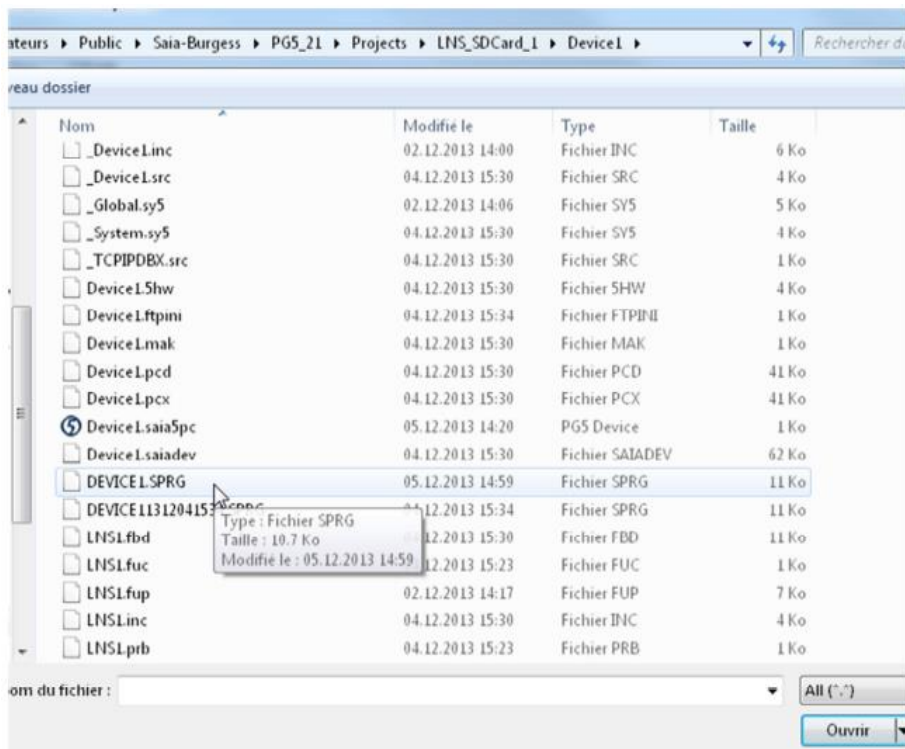 ateurs ▸ Public ▸ Saia-Burgess ▸ PG5_21 ▸ Projects ▸ LNS_SDCard_1 ▸ Device1 ▸ Rechercher da
veau dossier
Nom Modifié le Type Taille
_Device1.inc 02.12.2013 14:00 Fichier INC 6 Ko
_Device1.src 04.12.2013 15:30 Fichier SRC 4 Ko
_Global.sy5 02.12.2013 14:06 Fichier SY5 5 Ko
_System.sy5 04.12.2013 15:30 Fichier SY5 4 Ko
_TCPIPDBX.src 04.12.2013 15:30 Fichier SRC 1 Ko
Device1.5hw 04.12.2013 15:30 Fichier 5HW 4 Ko
Device1.ftpini 04.12.2013 15:34 Fichier FTPINI 1 Ko
Device1.mak 04.12.2013 15:30 Fichier MAK 1 Ko
Device1.pcd 04.12.2013 15:30 Fichier PCD 41 Ko
Device1.pcx 04.12.2013 15:30 Fichier PCX 41 Ko
Device1.saia5pc 05.12.2013 14:20 PG5 Device 1 Ko
Device1.saiadev 04.12.2013 15:30 Fichier SAIADEV 62 Ko
DEVICE1.SPRG 05.12.2013 14:59 Fichier SPRG 11 Ko
.12.2013 15:34 Fichier SPRG 11 Ko
Type : Fichier SPRG
Taille : 10.7 Ko
Modifié le : 05.12.2013 14:59
LNS1.fbd .12.2013 15:30 Fichier FBD 11 Ko
LNS1.fuc .12.2013 15:23 Fichier FUC 1 Ko
LNS1.fup 02.12.2013 14:17 Fichier FUP 7 Ko
LNS1.inc 04.12.2013 15:30 Fichier INC 4 Ko
LNS1.prb 04.12.2013 15:23 Fichier PRB 1 Ko
om du fichier : All (*.*)
Ouvrir